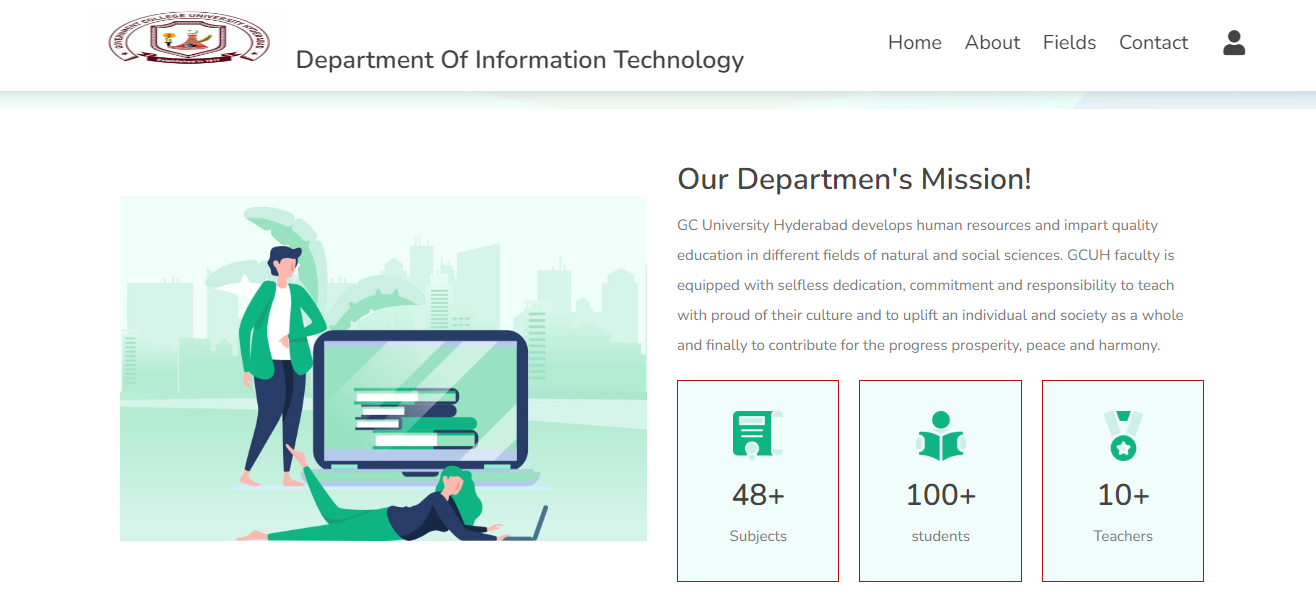 GOVERNMENT COLLEGE UNIVERSITY HYDERABAD
Department Of Information Technology
Home About Fields Contact
Our Departmen's Mission!
GC University Hyderabad develops human resources and impart quality
education in different fields of natural and social sciences. GCUH faculty is
equipped with selfless dedication, commitment and responsibility to teach
with proud of their culture and to uplift an individual and society as a whole
and finally to contribute for the progress prosperity, peace and harmony.
48+
Subjects
100+
students
10+
Teachers